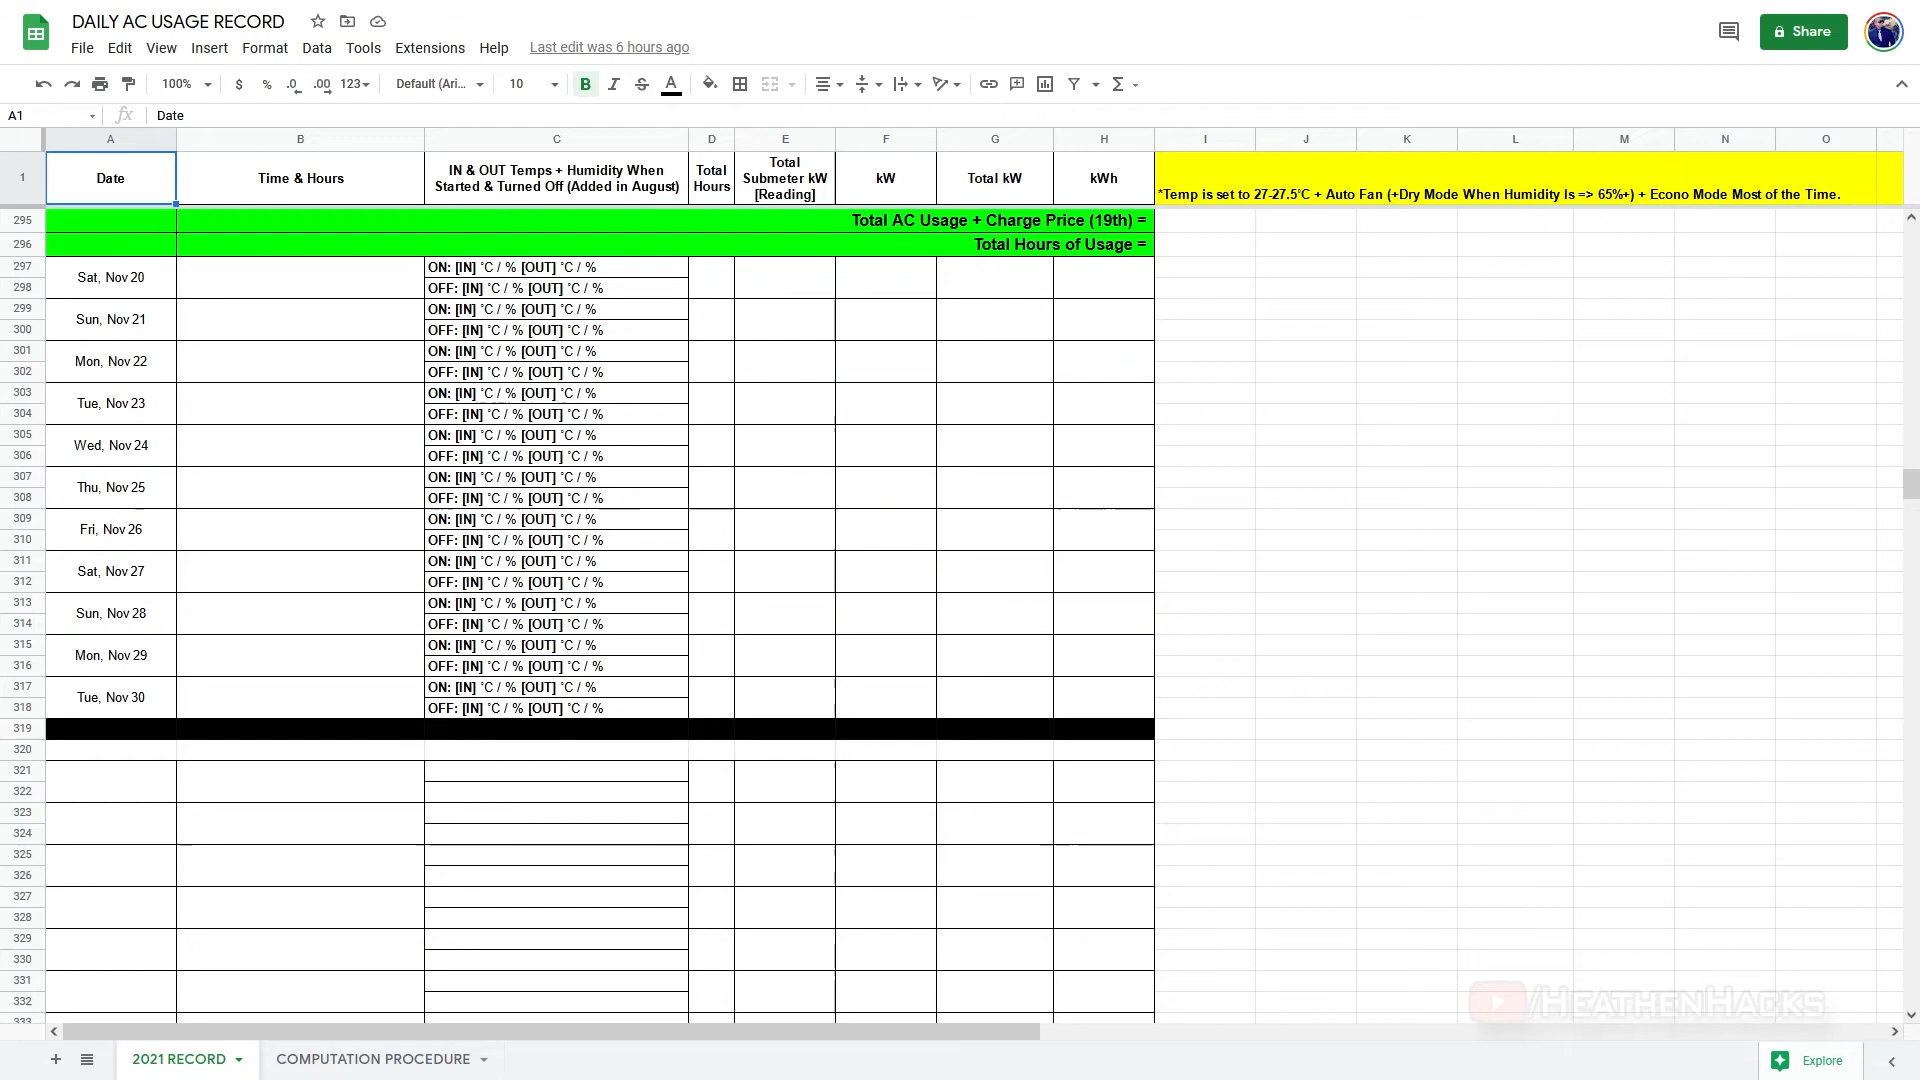 DAILY AC USAGE RECORD
File Edit View Insert Format Data Tools Extensions Help Last edit was 6 hours ago
Share
100% $ % .0 .00 123 Default (Ari... 10 B I S A Σ
A1 fx Date
A B C D E F G H I J K L M N O
1 Date Time & Hours IN & OUT Temps + Humidity When Started & Turned Off (Added in August) Total Hours Total Submeter kW [Reading] kW Total kW kWh *Temp is set to 27-27.5°C + Auto Fan (+Dry Mode When Humidity Is => 65%+) + Econo Mode Most of the Time.
295 Total AC Usage + Charge Price (19th) =
296 Total Hours of Usage =
297 Sat, Nov 20 ON: [IN] °C / % [OUT] °C / %
298 OFF: [IN] °C / % [OUT] °C / %
299 Sun, Nov 21 ON: [IN] °C / % [OUT] °C / %
300 OFF: [IN] °C / % [OUT] °C / %
301 Mon, Nov 22 ON: [IN] °C / % [OUT] °C / %
302 OFF: [IN] °C / % [OUT] °C / %
303 Tue, Nov 23 ON: [IN] °C / % [OUT] °C / %
304 OFF: [IN] °C / % [OUT] °C / %
305 Wed, Nov 24 ON: [IN] °C / % [OUT] °C / %
306 OFF: [IN] °C / % [OUT] °C / %
307 Thu, Nov 25 ON: [IN] °C / % [OUT] °C / %
308 OFF: [IN] °C / % [OUT] °C / %
309 Fri, Nov 26 ON: [IN] °C / % [OUT] °C / %
310 OFF: [IN] °C / % [OUT] °C / %
311 Sat, Nov 27 ON: [IN] °C / % [OUT] °C / %
312 OFF: [IN] °C / % [OUT] °C / %
313 Sun, Nov 28 ON: [IN] °C / % [OUT] °C / %
314 OFF: [IN] °C / % [OUT] °C / %
315 Mon, Nov 29 ON: [IN] °C / % [OUT] °C / %
316 OFF: [IN] °C / % [OUT] °C / %
317 Tue, Nov 30 ON: [IN] °C / % [OUT] °C / %
318 OFF: [IN] °C / % [OUT] °C / %
319
320
321
322
323
324
325
326
327
328
329
330
331
332
333
/HEATHENHACKS
2021 RECORD COMPUTATION PROCEDURE Explore